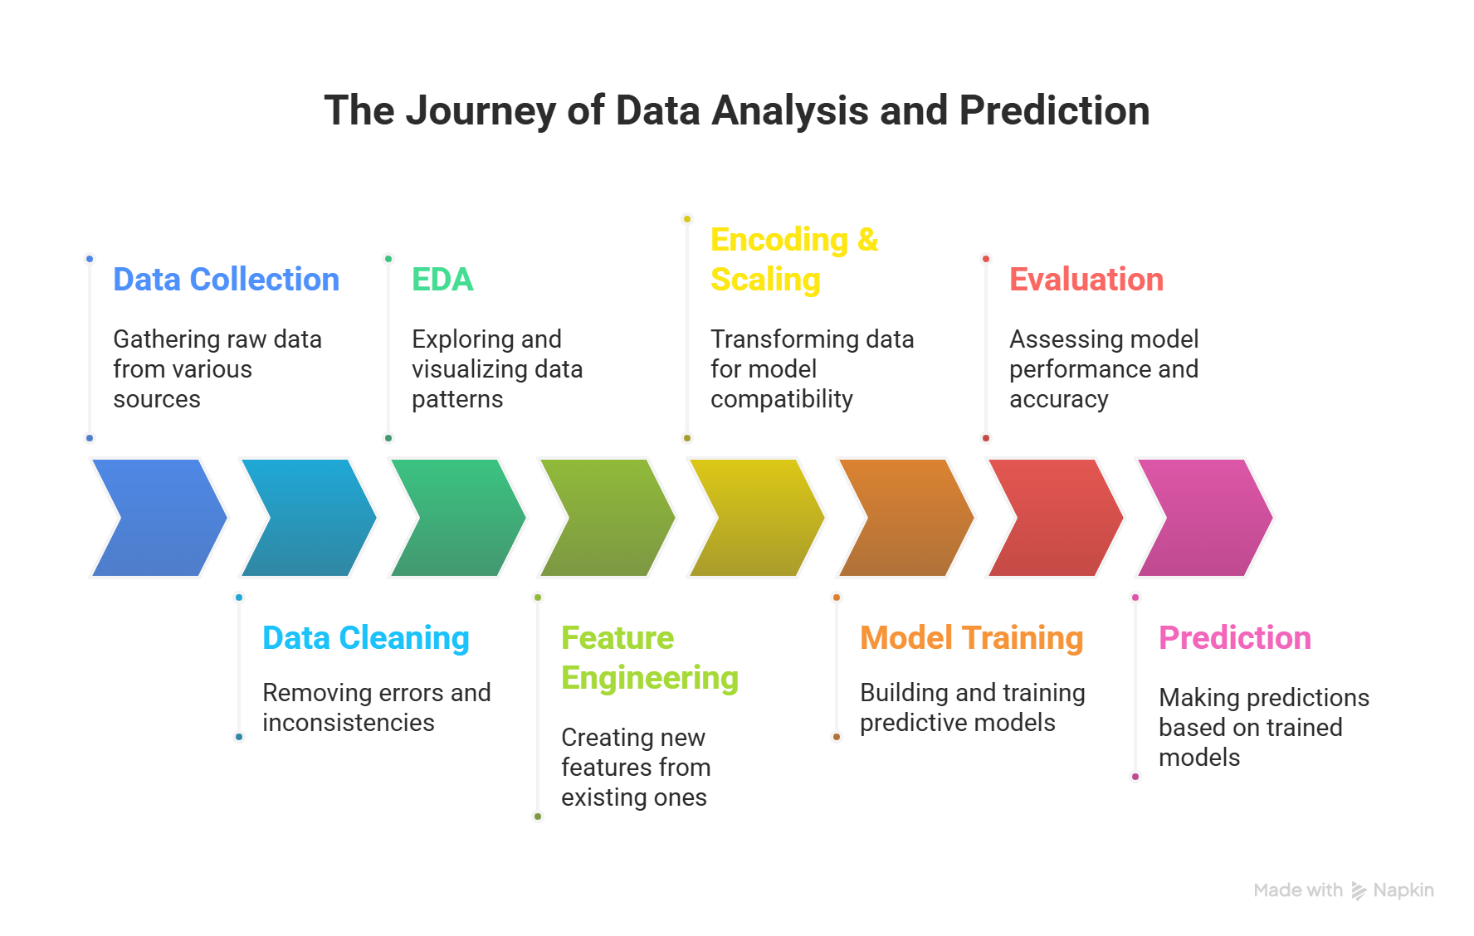 The Journey of Data Analysis and Prediction
Data Collection
Gathering raw data
from various
sources
Data Cleaning
Removing errors and
inconsistencies
EDA
Exploring and
visualizing data
patterns
Feature
Engineering
Creating new
features from
existing ones
Encoding &
Scaling
Transforming data
for model
compatibility
Model Training
Building and training
predictive models
Evaluation
Assessing model
performance and
accuracy
Prediction
Making predictions
based on trained
models
Made with Napkin